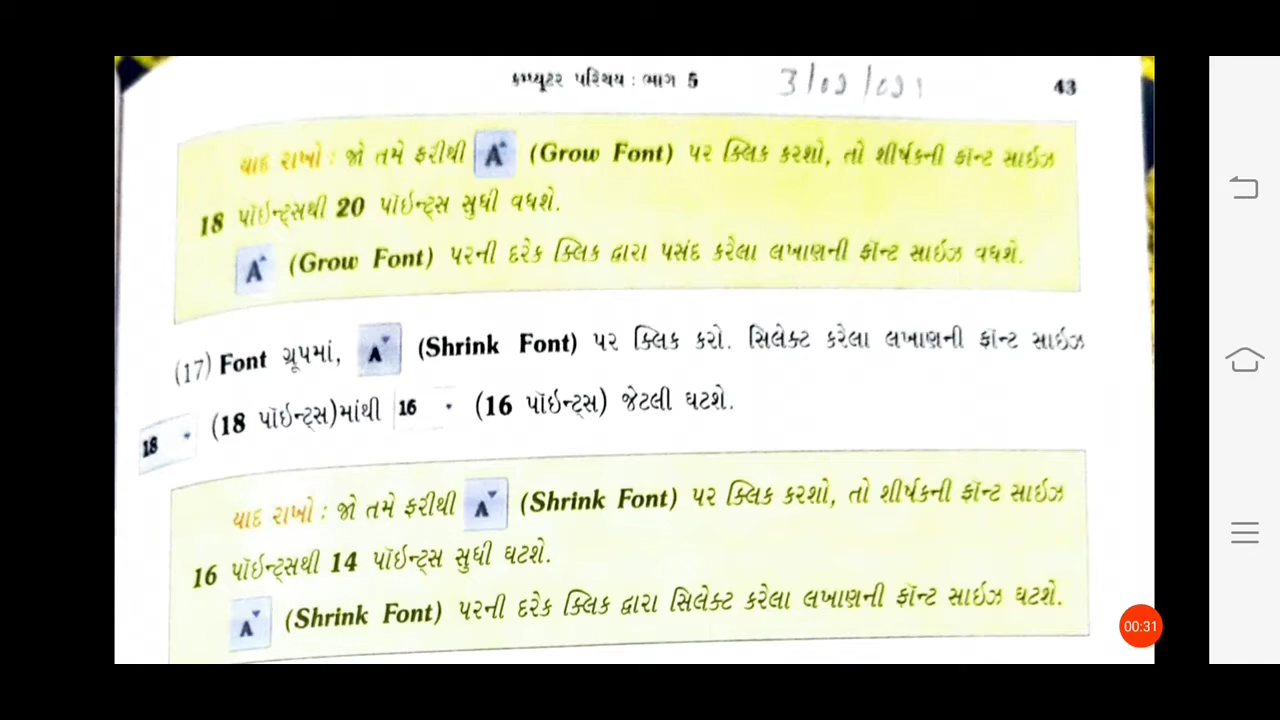 કમ્પ્યૂટર પરિચય : ભાગ 5 3/02/021 43
યાદ રાખો : જો તમે ફરીથી A (Grow Font) પર ક્લિક કરશો, તો શીર્ષકની ફૉન્ટ સાઇઝ
18 પૉઇન્ટ્સથી 20 પૉઇન્ટ્સ સુધી વધશે.
A (Grow Font) પરની દરેક ક્લિક દ્વારા પસંદ કરેલા લખાણની ફૉન્ટ સાઇઝ વધશે.
(17) Font ગ્રૂપમાં, A (Shrink Font) પર ક્લિક કરો. સિલેક્ટ કરેલા લખાણની ફૉન્ટ સાઇઝ
18 (18 પૉઇન્ટ્સ)માંથી 16 (16 પૉઇન્ટ્સ) જેટલી ઘટશે.
યાદ રાખો : જો તમે ફરીથી A (Shrink Font) પર ક્લિક કરશો, તો શીર્ષકની ફૉન્ટ સાઇઝ
16 પૉઇન્ટ્સથી 14 પૉઇન્ટ્સ સુધી ઘટશે.
A (Shrink Font) પરની દરેક ક્લિક દ્વારા સિલેક્ટ કરેલા લખાણની ફૉન્ટ સાઇઝ ઘટશે.
00:31